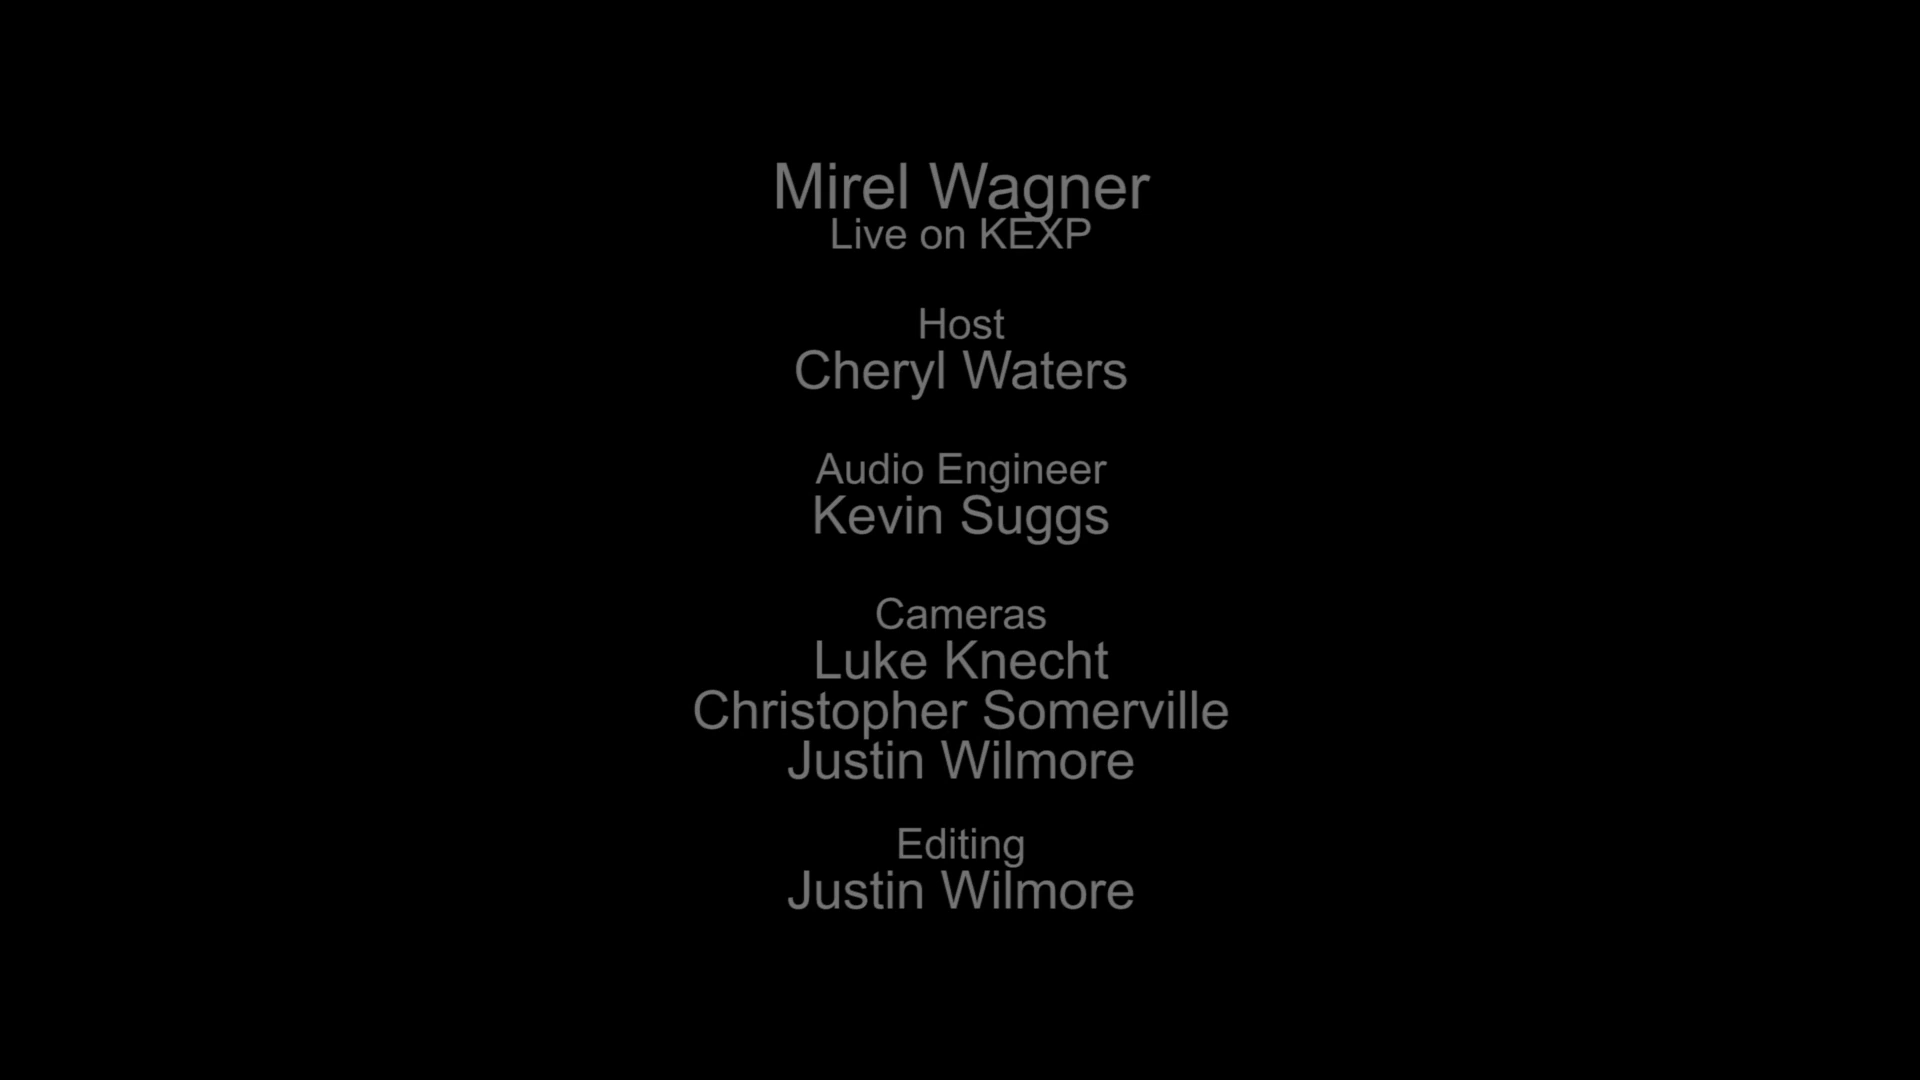 Mirel Wagner
Live on KEXP
Host
Cheryl Waters
Audio Engineer
Kevin Suggs
Cameras
Luke Knecht
Christopher Somerville
Justin Wilmore
Editing
Justin Wilmore